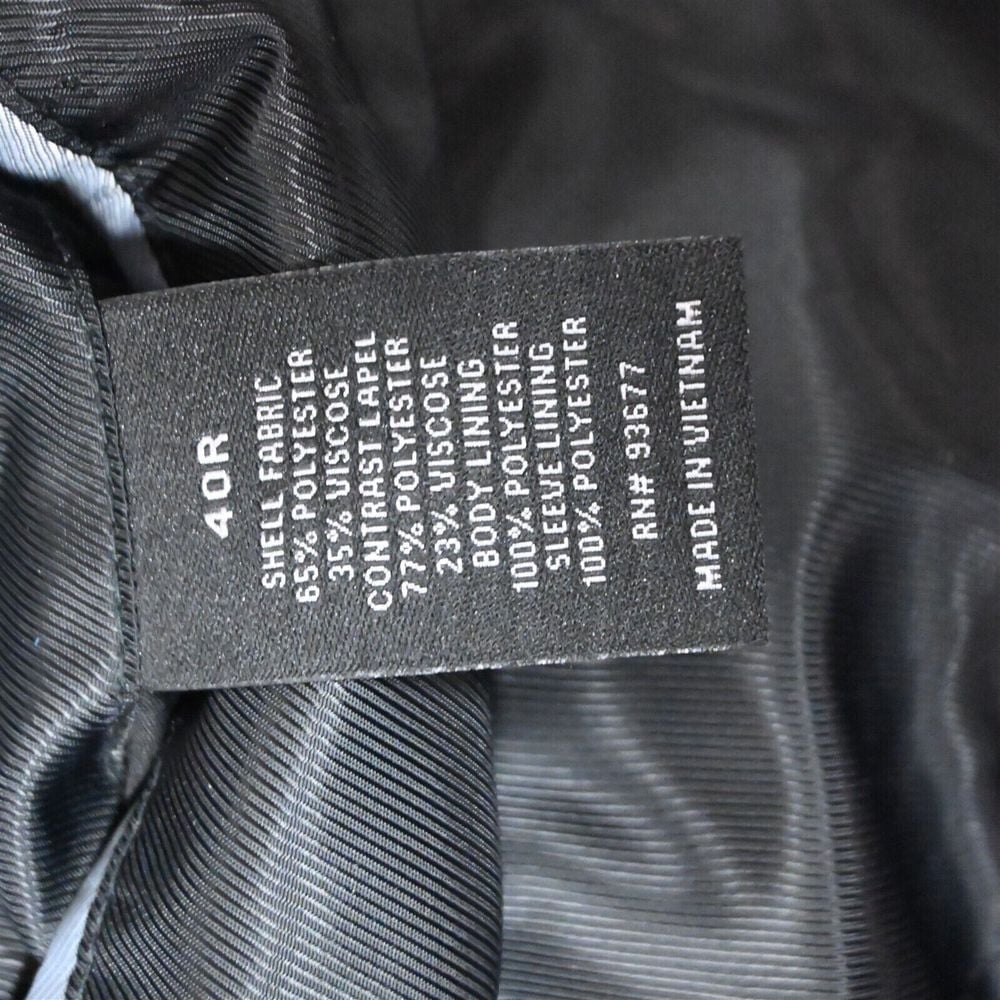 40R
SHELL FABRIC
65% POLYESTER
35% VISCOSE
CONTRAST LAPEL
77% POLYESTER
23% VISCOSE
BODY LINING
100% POLYESTER
SLEEVE LINING
100% POLYESTER
RN# 93677
MADE IN VIETNAM